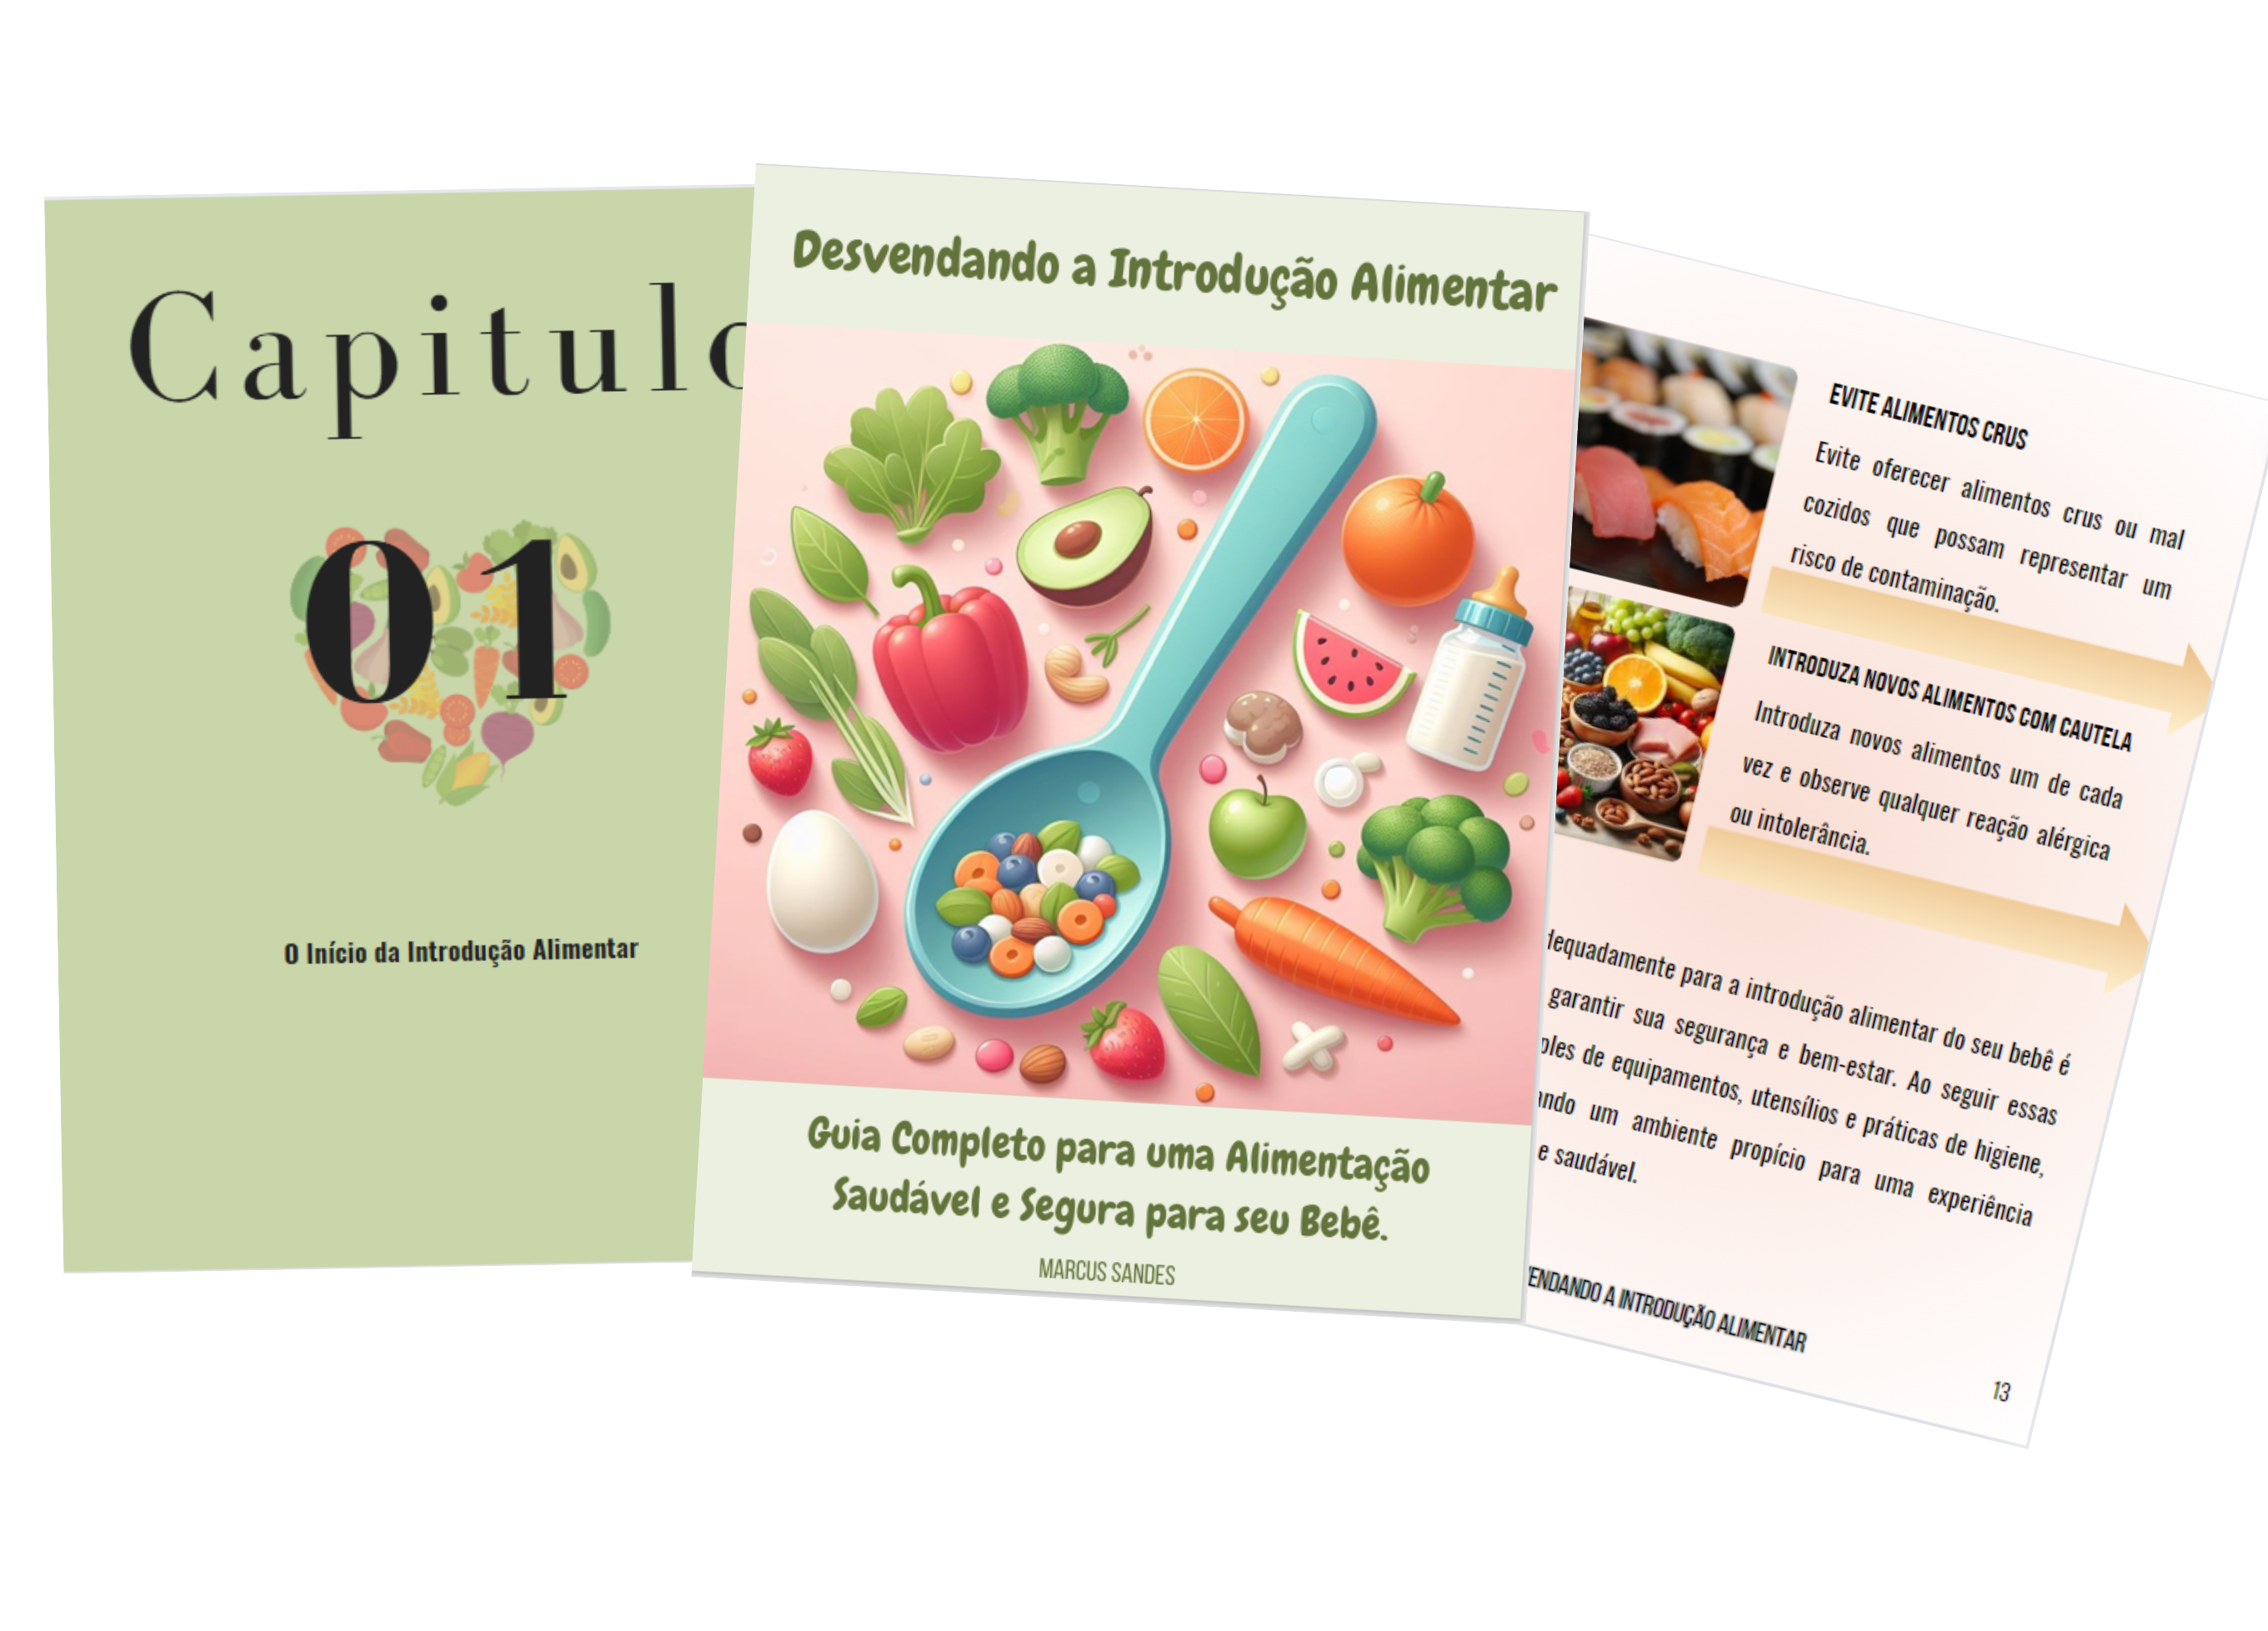 Capitulo
01
O Início da Introdução Alimentar
Desvendando a Introdução Alimentar
Guia Completo para uma Alimentação
Saudável e Segura para seu Bebê.
MARCUS SANDES
EVITE ALIMENTOS CRUS
Evite oferecer alimentos crus ou mal
cozidos que possam representar um
risco de contaminação.
INTRODUZA NOVOS ALIMENTOS COM CAUTELA
Introduza novos alimentos um de cada
vez e observe qualquer reação alérgica
ou intolerância.
para a introdução alimentar do seu bebê é
garantir sua segurança e bem-estar. Ao seguir essas
de equipamentos, utensílios e práticas de higiene,
um ambiente propício para uma experiência
e saudável.
A INTRODUÇÃO ALIMENTAR
13